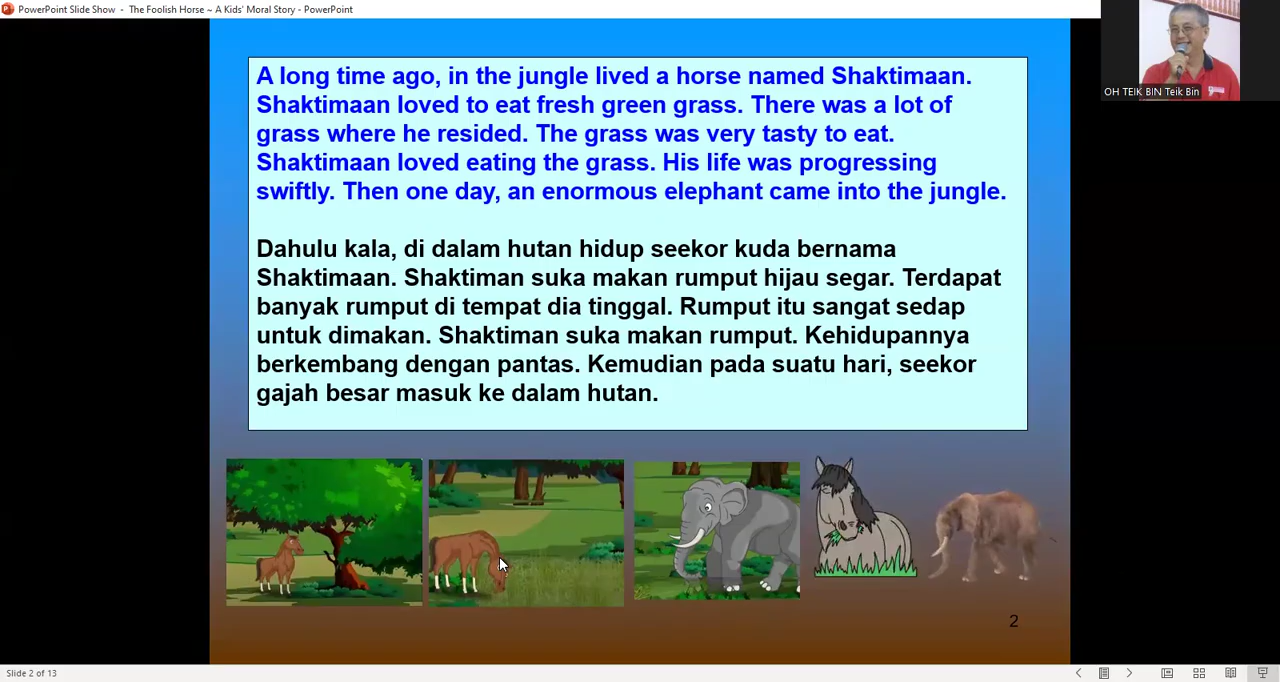 PowerPoint Slide Show - The Foolish Horse ~ A Kids' Moral Story - PowerPoint
OH TEIK BIN Teik Bin
A long time ago, in the jungle lived a horse named Shaktimaan.
Shaktimaan loved to eat fresh green grass. There was a lot of
grass where he resided. The grass was very tasty to eat.
Shaktimaan loved eating the grass. His life was progressing
swiftly. Then one day, an enormous elephant came into the jungle.
Dahulu kala, di dalam hutan hidup seekor kuda bernama
Shaktimaan. Shaktiman suka makan rumput hijau segar. Terdapat
banyak rumput di tempat dia tinggal. Rumput itu sangat sedap
untuk dimakan. Shaktiman suka makan rumput. Kehidupannya
berkembang dengan pantas. Kemudian pada suatu hari, seekor
gajah besar masuk ke dalam hutan.
2
Slide 2 of 13